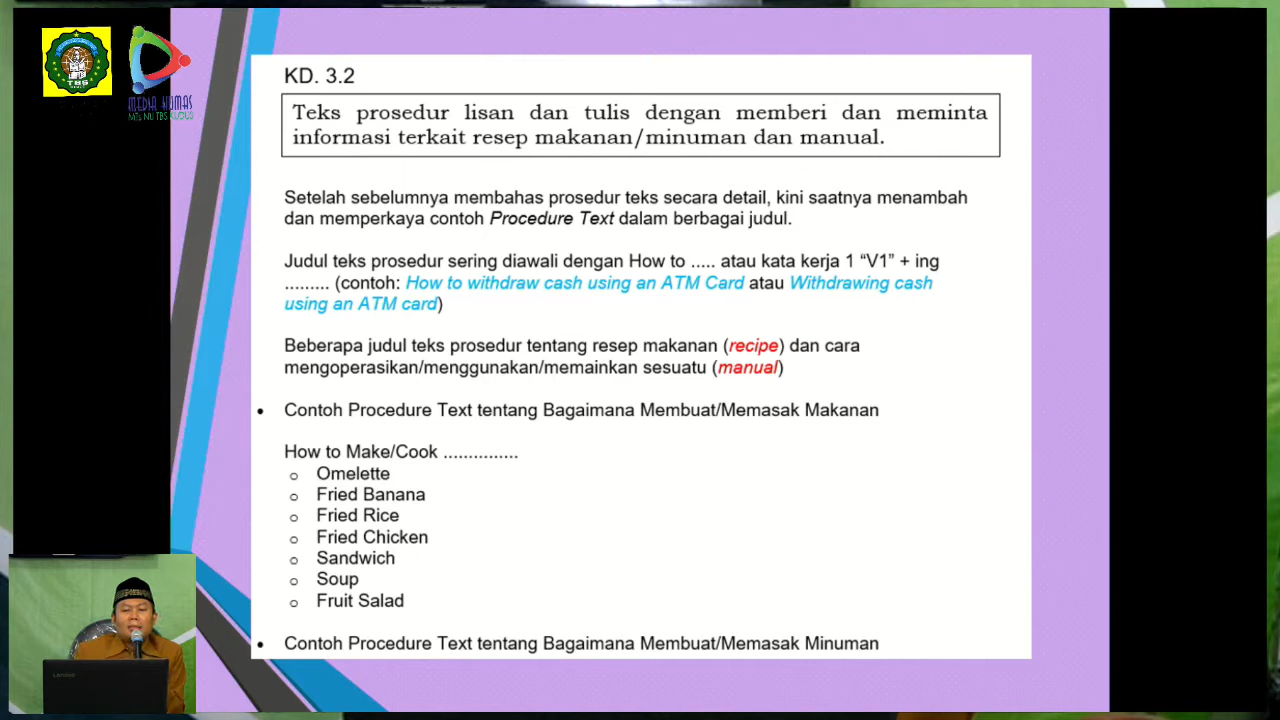 TBS
MEDIA HUMAS
MTs NU TBS KUDUS
KD. 3.2
Teks prosedur lisan dan tulis dengan memberi dan meminta
informasi terkait resep makanan/minuman dan manual.
Setelah sebelumnya membahas prosedur teks secara detail, kini saatnya menambah
dan memperkaya contoh Procedure Text dalam berbagai judul.
Judul teks prosedur sering diawali dengan How to ..... atau kata kerja 1 “V1” + ing
......... (contoh: How to withdraw cash using an ATM Card atau Withdrawing cash
using an ATM card)
Beberapa judul teks prosedur tentang resep makanan (recipe) dan cara
mengoperasikan/menggunakan/memainkan sesuatu (manual)
• Contoh Procedure Text tentang Bagaimana Membuat/Memasak Makanan
How to Make/Cook ...............
o Omelette
o Fried Banana
o Fried Rice
o Fried Chicken
o Sandwich
o Soup
o Fruit Salad
• Contoh Procedure Text tentang Bagaimana Membuat/Memasak Minuman
Lenovo